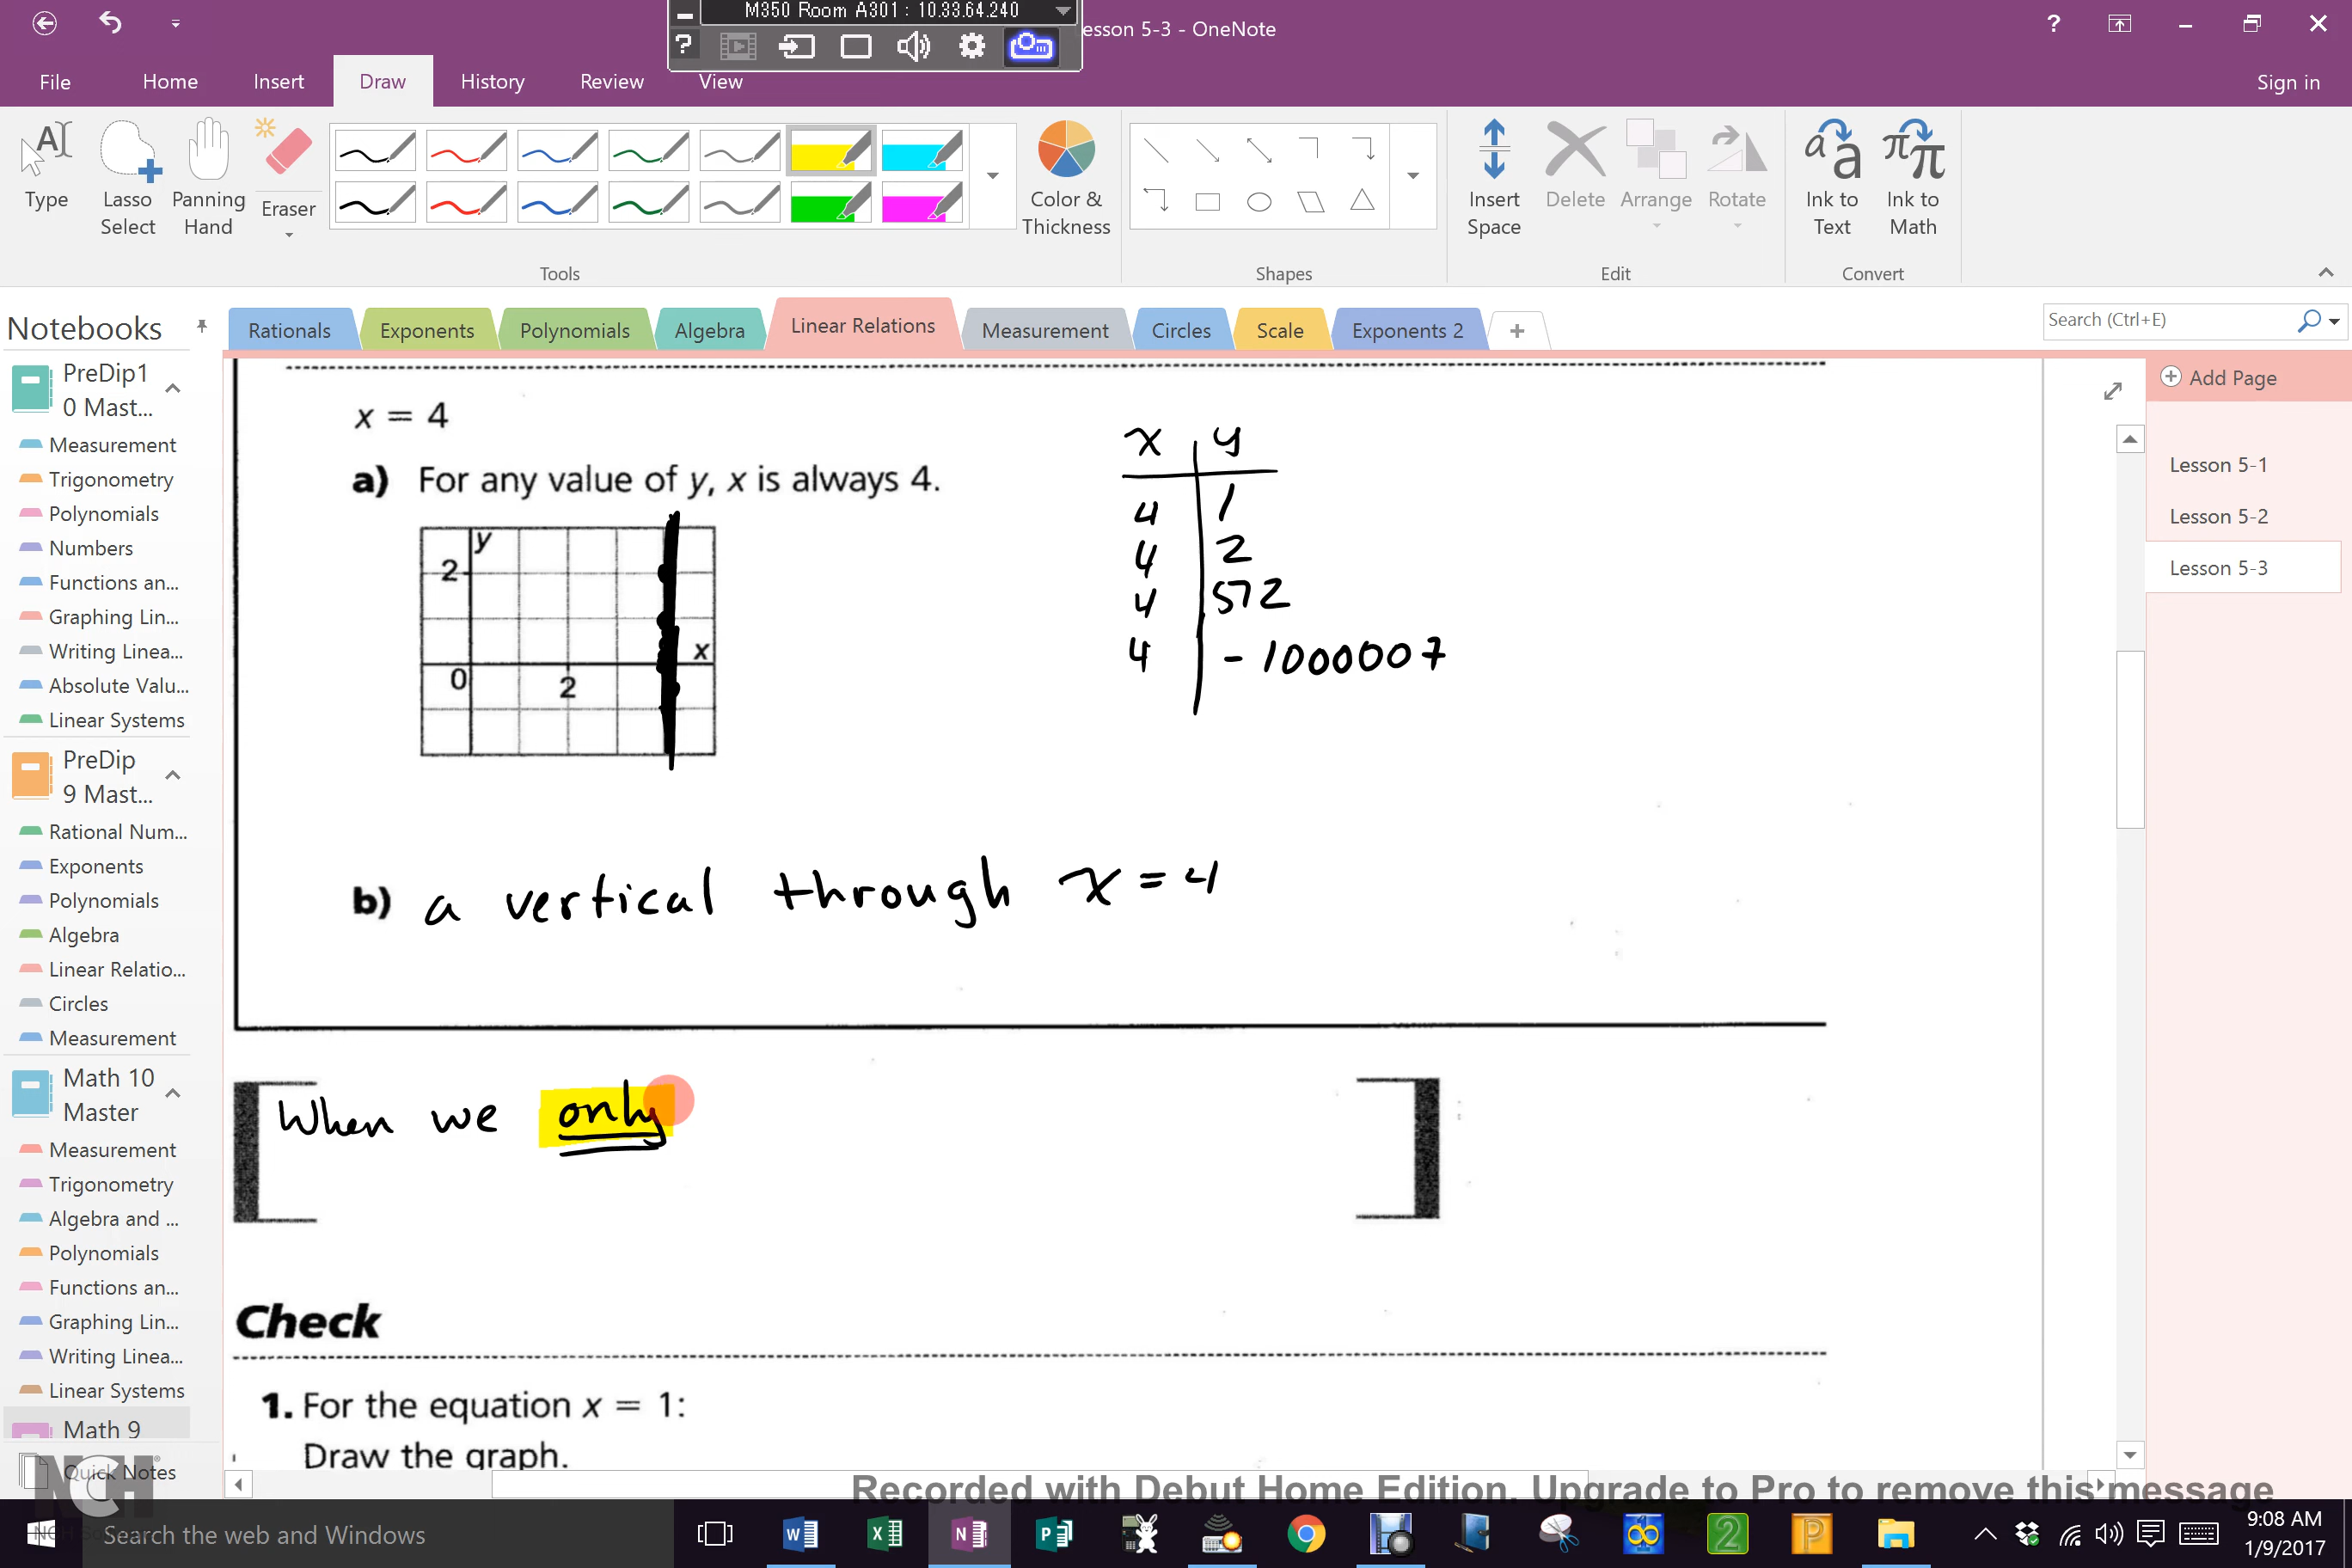 M350 Room A301 : 10.33.64.240
esson 5-3 - OneNote
?
File
Home
Insert
Draw
History
Review
View
Sign in
Type
Lasso Select
Panning Hand
Eraser
Color & Thickness
Insert Space
Delete
Arrange
Rotate
Ink to Text
Ink to Math
Tools
Shapes
Edit
Convert
Notebooks
Rationals
Exponents
Polynomials
Algebra
Linear Relations
Measurement
Circles
Scale
Exponents 2
Search (Ctrl+E)
PreDip1
0 Mast...
Measurement
Trigonometry
Polynomials
Numbers
Functions an...
Graphing Lin...
Writing Linea...
Absolute Valu...
Linear Systems
PreDip
9 Mast...
Rational Num...
Exponents
Polynomials
Algebra
Linear Relatio...
Circles
Measurement
Math 10
Master
Measurement
Trigonometry
Algebra and ...
Polynomials
Functions an...
Graphing Lin...
Writing Linea...
Linear Systems
Math 9
Quick Notes
x = 4
a) For any value of y, x is always 4.
y
2
x
0
2
x y
4 1
4 2
4 572
4 - 1000007
b) a vertical through x = 4
When we only
Check
1. For the equation x = 1:
Draw the graph.
Add Page
Lesson 5-1
Lesson 5-2
Lesson 5-3
NCH
Recorded with Debut Home Edition. Upgrade to Pro to remove this message
Search the web and Windows
9:08 AM
1/9/2017